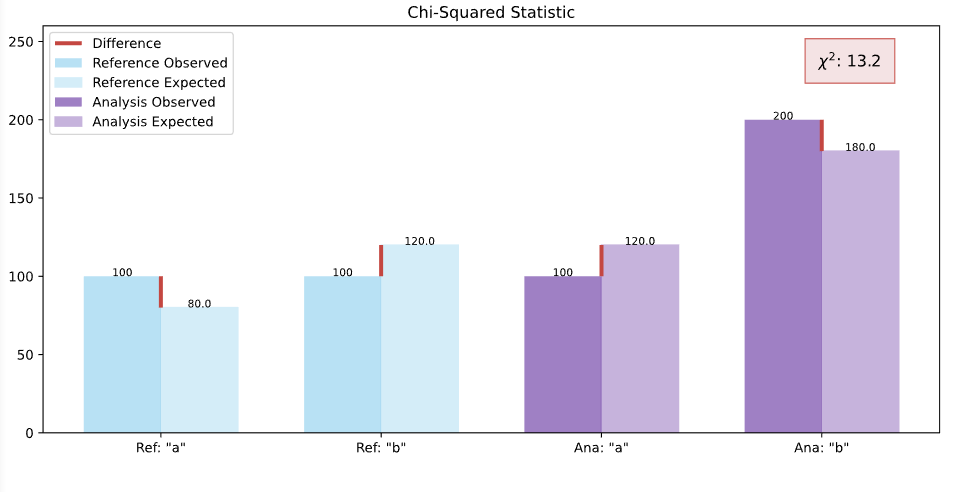 Chi-Squared Statistic
250
200
150
100
50
0
Difference
Reference Observed
Reference Expected
Analysis Observed
Analysis Expected
χ²: 13.2
100
80.0
100
120.0
100
120.0
200
180.0
Ref: "a"
Ref: "b"
Ana: "a"
Ana: "b"